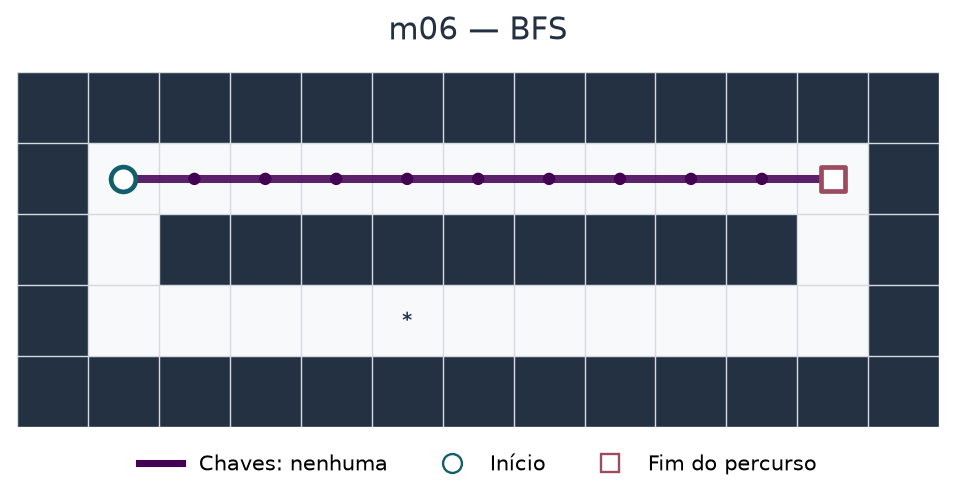 m06 — BFS
*
Chaves: nenhuma
Início
Fim do percurso